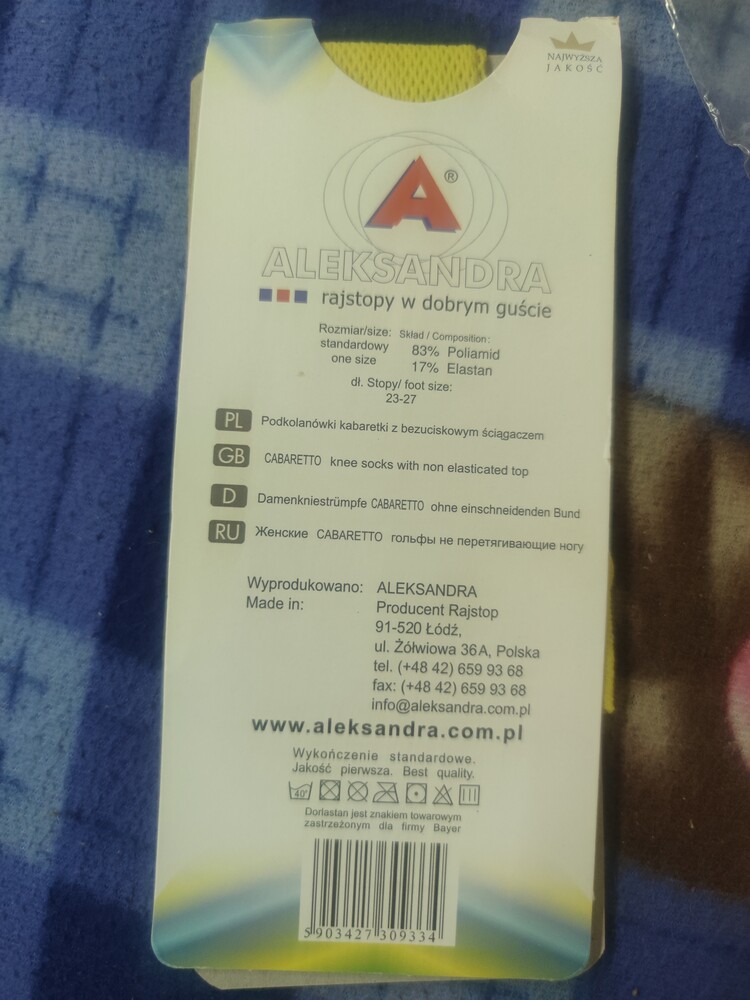 NAJWYŻSZA
JAKOŚĆ
A®
ALEKSANDRA
rajstopy w dobrym guście
Rozmiar/size:
standardowy
one size
Skład / Composition:
83% Poliamid
17% Elastan
dł. Stopy/ foot size:
23-27
PL Podkolanówki kabaretki z bezuciskowym ściągaczem
GB CABARETTO knee socks with non elasticated top
D Damenkniestrümpfe CABARETTO ohne einschneidenden Bund
RU Женские CABARETTO гольфы не перетягивающие ногу
Wyprodukowano: ALEKSANDRA
Made in: Producent Rajstop
91-520 Łódź,
ul. Żółwiowa 36A, Polska
tel. (+48 42) 659 93 68
fax: (+48 42) 659 93 68
info@aleksandra.com.pl
www.aleksandra.com.pl
Wykończenie standardowe.
Jakość pierwsza. Best quality.
40°
Dorlastan jest znakiem towarowym
zastrzeżonym dla firmy Bayer
5 903427 309334